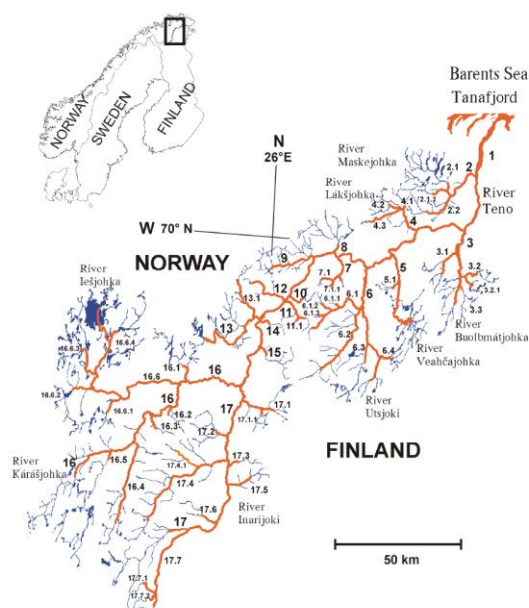 NORWAY
SWEDEN
FINLAND
Barents Sea
Tanafjord
N
26°E
W 70° N
River
Maskejohka
River
Lákšjohka
River
Teno
1
2
2.1
2.1.1
2.2
3
3.1
3.2
3.2.1
3.3
4
4.1
4.2
4.3
River
Buolbmátjohka
5
5.1
River
Veahčajohka
6
6.1
6.1.1
6.1.2
6.1.3
6.2
6.3
6.4
River
Utsjoki
7
7.1
7.1.1
8
9
10
11
11.1
12
13
13.1
14
15
NORWAY
FINLAND
River
Iešjohka
16
16
16
16.1
16.2
16.3
16.4
16.5
16.6
16.6.1
16.6.2
16.6.3
16.6.4
River
Kárášjohka
17
17
17.1
17.1.1
17.2
17.3
17.4
17.4.1
17.5
17.6
17.7
17.7.1
17.7.2
River
Inarijoki
50 km